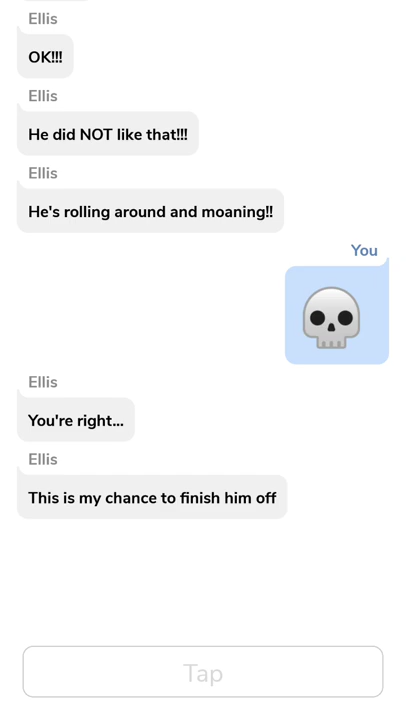 Ellis
OK!!!
Ellis
He did NOT like that!!!
Ellis
He's rolling around and moaning!!
You
Ellis
You're right...
Ellis
This is my chance to finish him off
Tap